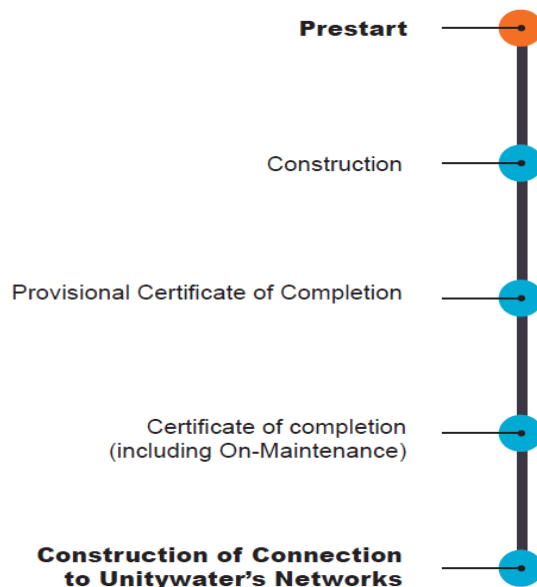 Prestart
Construction
Provisional Certificate of Completion
Certificate of completion
(including On-Maintenance)
Construction of Connection
to Unitywater's Networks